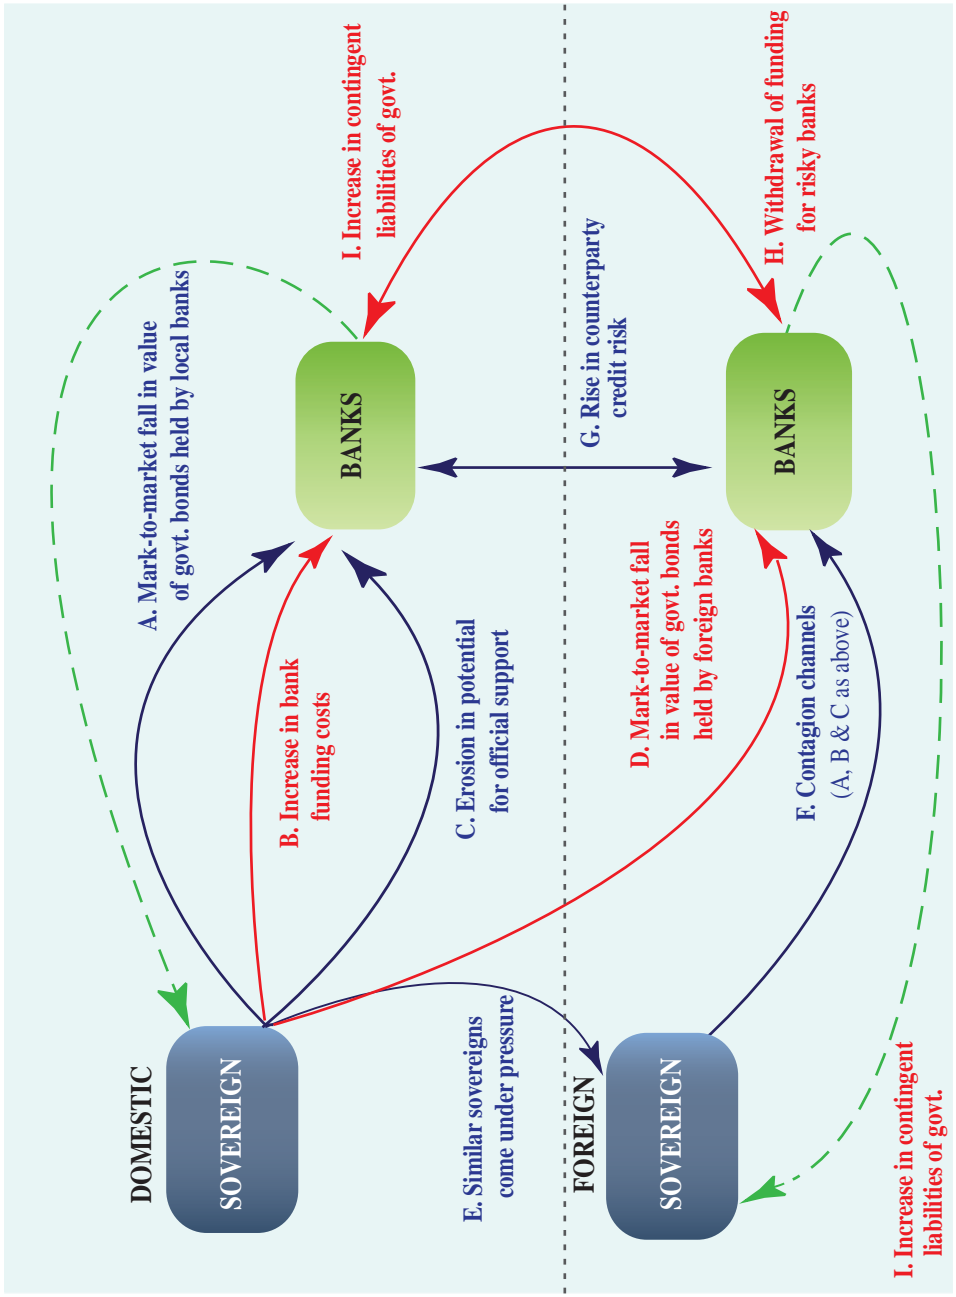 DOMESTIC
SOVEREIGN
A. Mark-to-market fall in value
of govt. bonds held by local banks
B. Increase in bank
funding costs
C. Erosion in potential
for official support
BANKS
I. Increase in contingent
liabilities of govt.
E. Similar sovereigns
come under pressure
G. Rise in counterparty
credit risk
FOREIGN
SOVEREIGN
D. Mark-to-market fall
in value of govt. bonds
held by foreign banks
F. Contagion channels
(A, B & C as above)
BANKS
H. Withdrawal of funding
for risky banks
I. Increase in contingent
liabilities of govt.